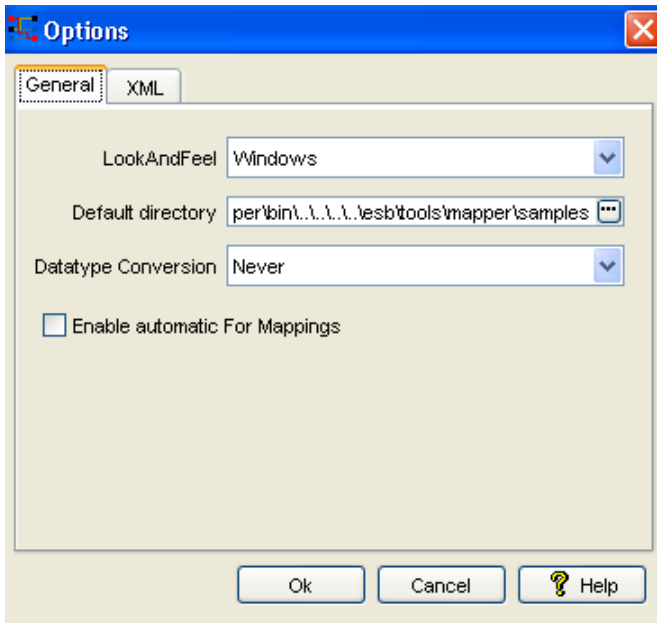 Options
General XML
LookAndFeel Windows
Default directory per\bin\..\..\..\..\esb\tools\mapper\samples ...
Datatype Conversion Never
Enable automatic For Mappings
Ok Cancel ? Help